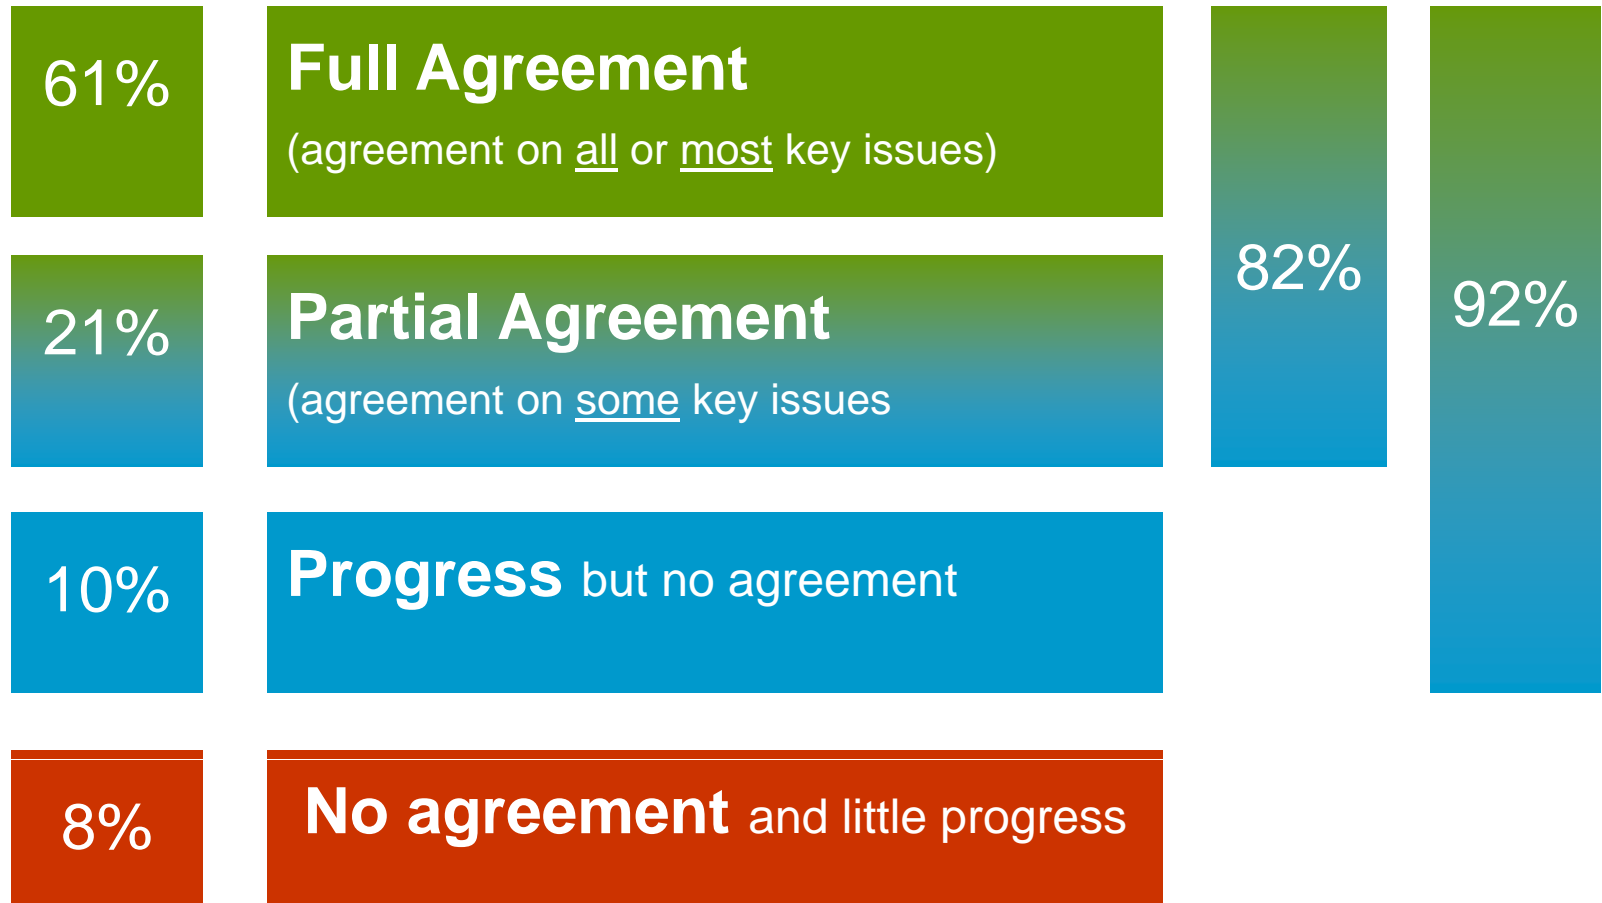 61%
Full Agreement
(agreement on all or most key issues)
21%
Partial Agreement
(agreement on some key issues
10%
Progress but no agreement
8%
No agreement and little progress
82%
92%